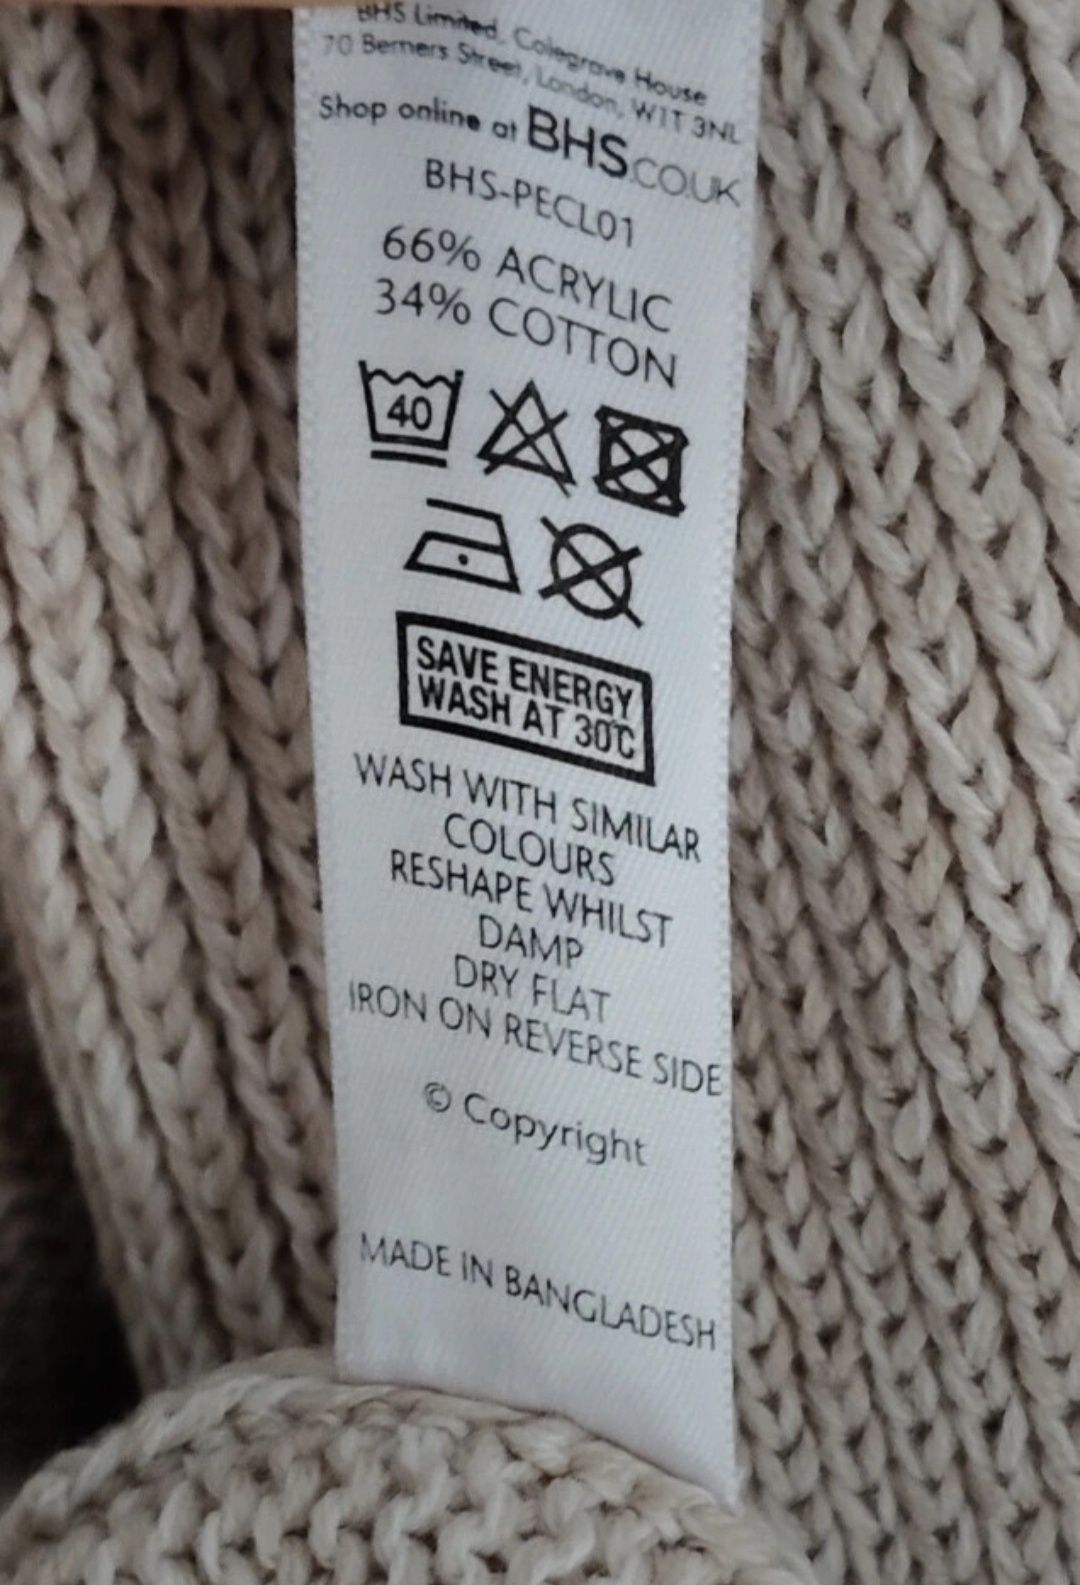 BHS Limited, Colegrave House
70 Berners Street, London, W1T 3NL
Shop online at BHS.CO.UK
BHS-PECL01
66% ACRYLIC
34% COTTON
40
SAVE ENERGY
WASH AT 30°C
WASH WITH SIMILAR
COLOURS
RESHAPE WHILST
DAMP
DRY FLAT
IRON ON REVERSE SIDE
© Copyright
MADE IN BANGLADESH